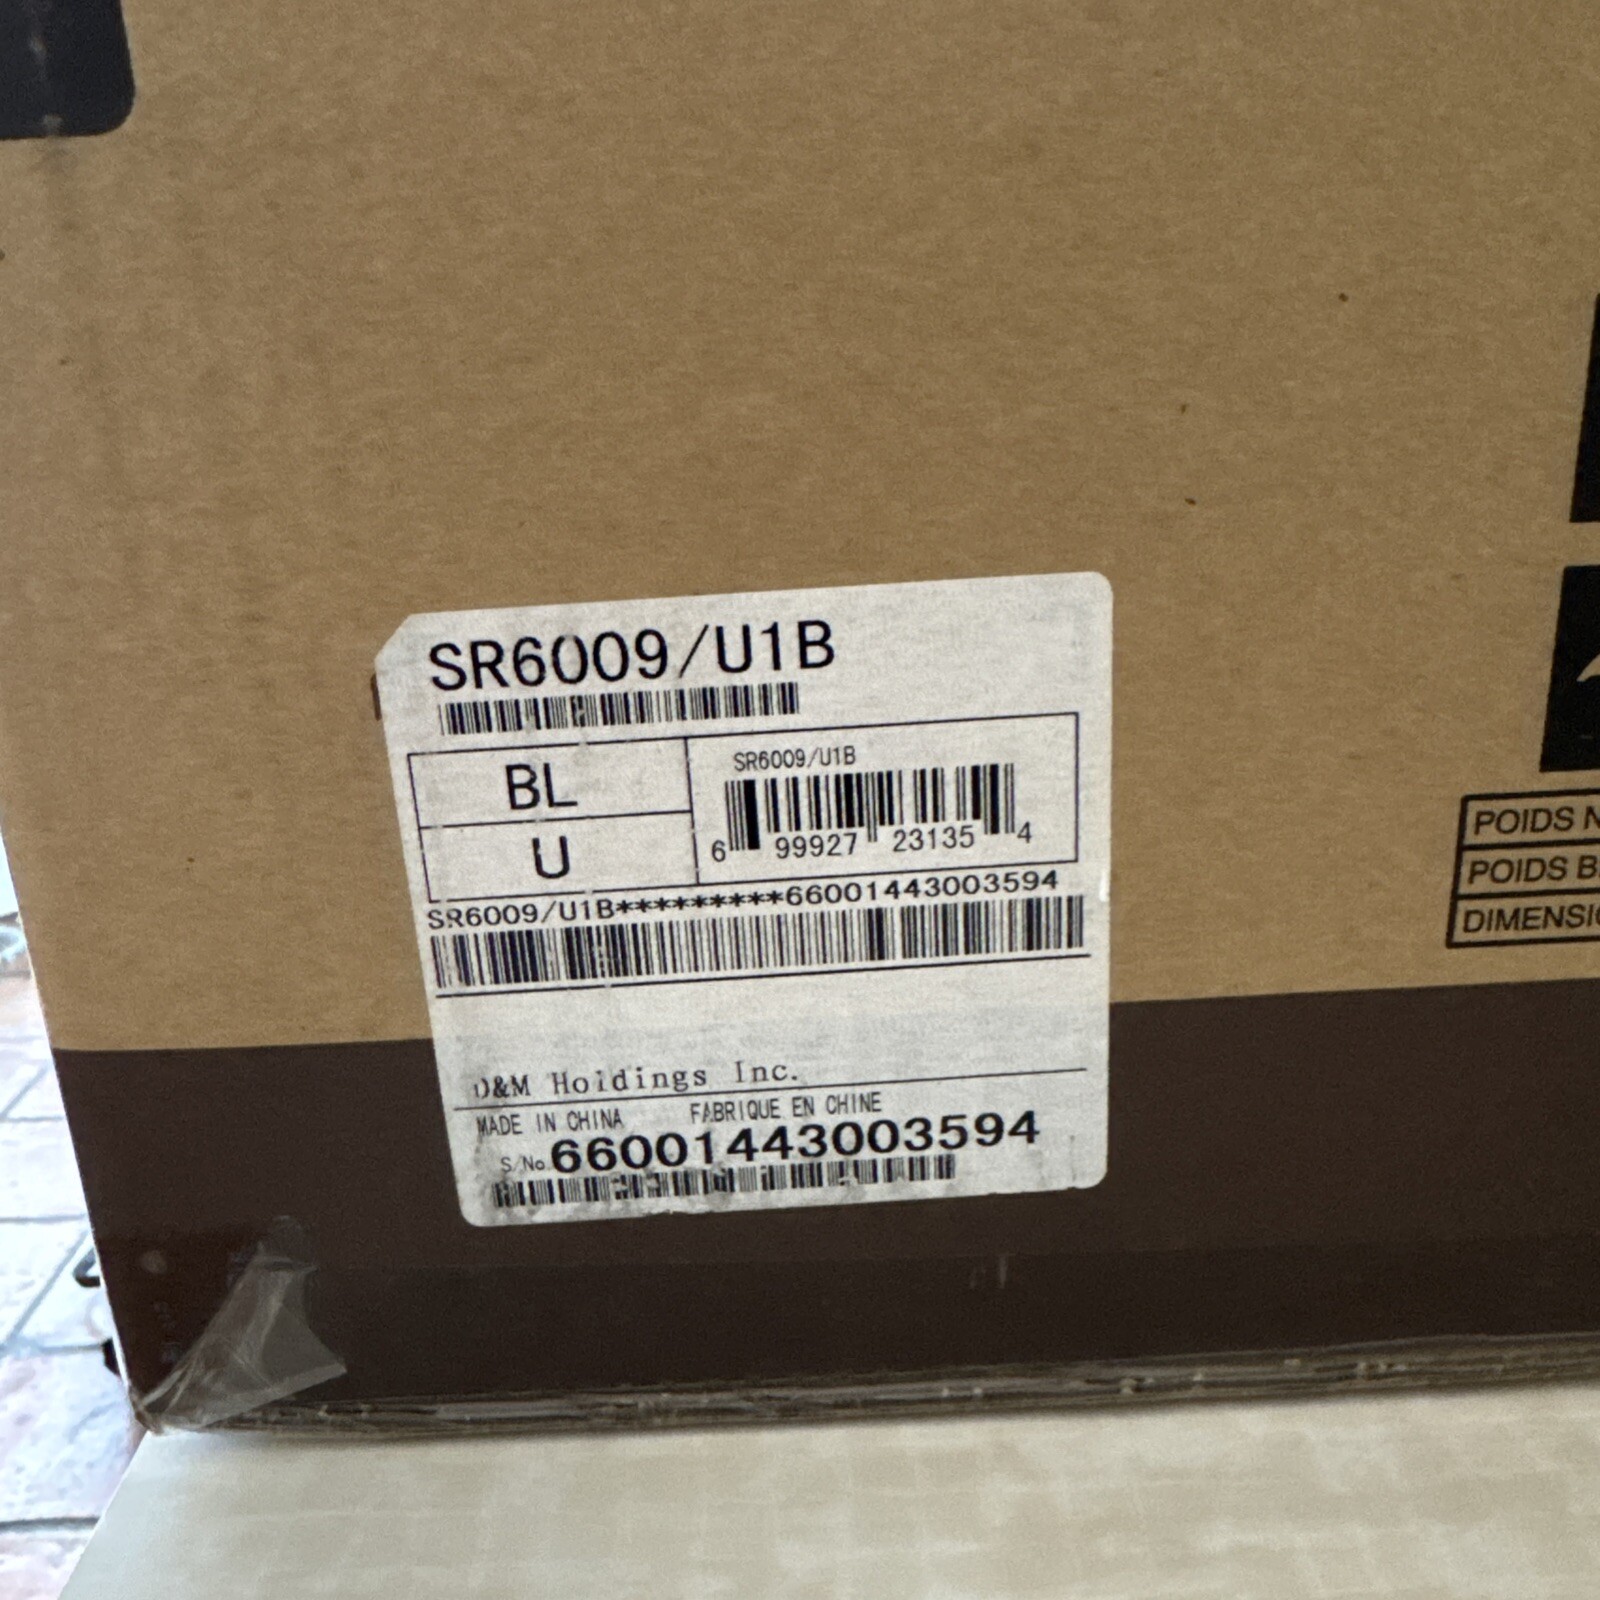 SR6009/U1B
BL
U
SR6009/U1B
6 99927 23135 4
SR6009/U1B*********66001443003594
D&M Holdings Inc.
MADE IN CHINA FABRIQUE EN CHINE
S/No. 66001443003594
POIDS N
POIDS B
DIMENSIO